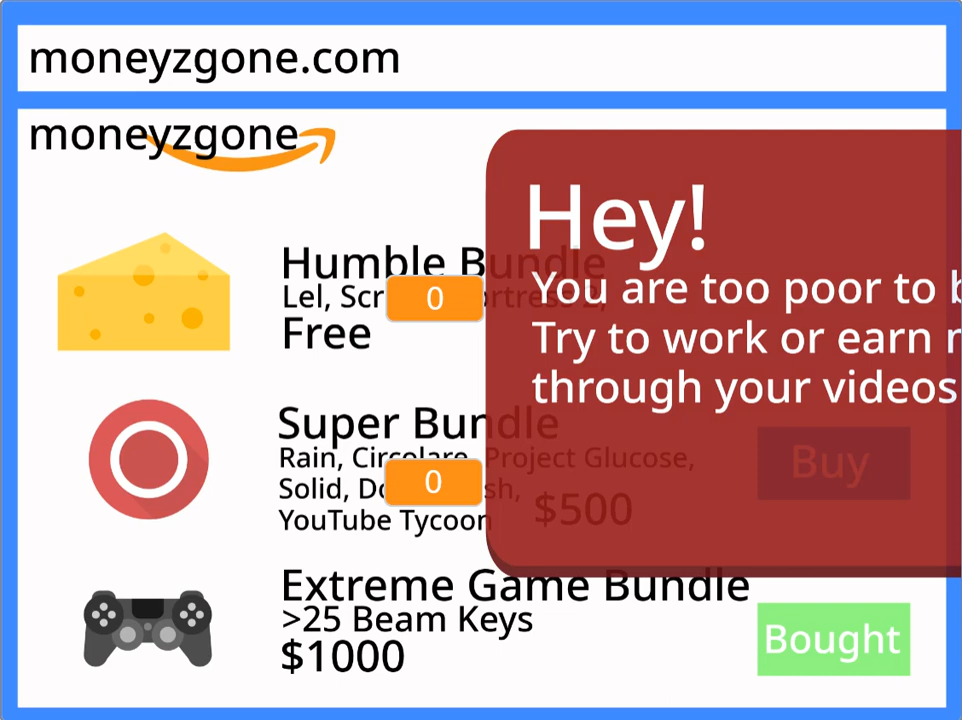 moneyzgone.com
moneyzgone
Hey!
You are too poor to
Try to work or earn
through your videos
Humble Bundle
Lel,
0
Free
Super Bundle
Rain, Circolare, Project Glucose,
Solid,
0
YouTube Tycoon
$500
Buy
Extreme Game Bundle
>25 Beam Keys
$1000
Bought